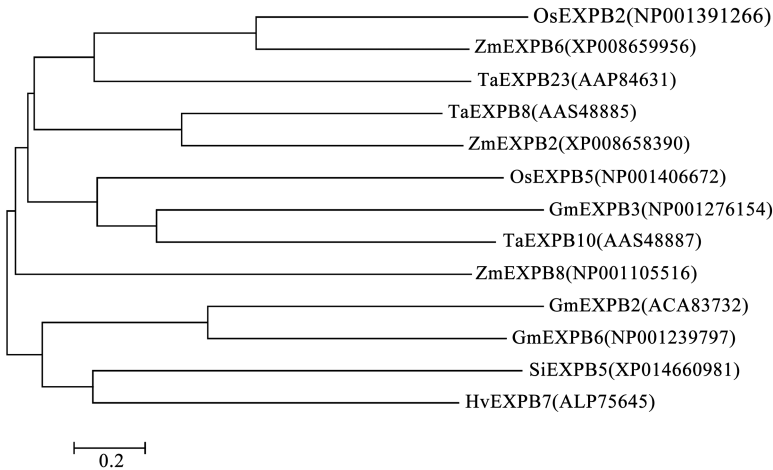 OsEXPB2(NP001391266)
ZmEXPB6(XP008659956)
TaEXPB23(AAP84631)
TaEXPB8(AAS48885)
ZmEXPB2(XP008658390)
OsEXPB5(NP001406672)
GmEXPB3(NP001276154)
TaEXPB10(AAS48887)
ZmEXPB8(NP001105516)
GmEXPB2(ACA83732)
GmEXPB6(NP001239797)
SiEXPB5(XP014660981)
HvEXPB7(ALP75645)
0.2